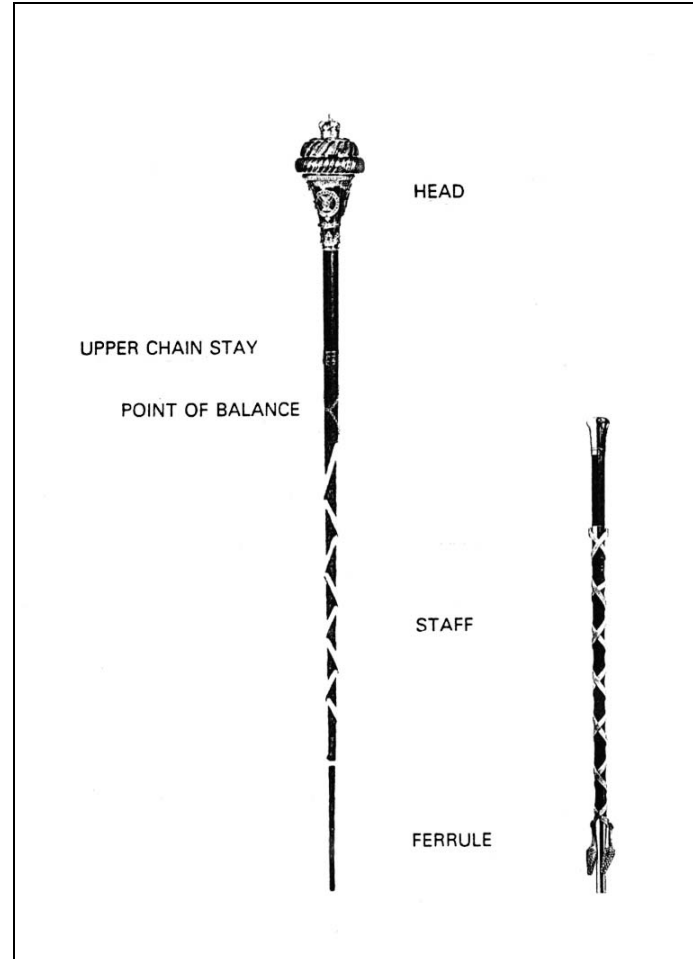 HEAD
UPPER CHAIN STAY
POINT OF BALANCE
STAFF
FERRULE